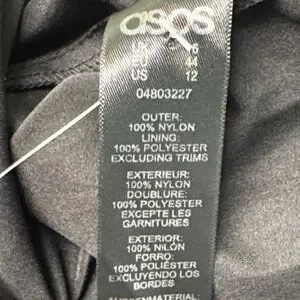 asos
UK 16
EU 44
US 12
04803227
OUTER:
100% NYLON
LINING:
100% POLYESTER
EXCLUDING TRIMS
EXTERIEUR:
100% NYLON
DOUBLURE:
100% POLYESTER
EXCEPTE LES
GARNITURES
EXTERIOR:
100% NILÓN
FORRO:
100% POLIÉSTER
EXCLUYENDO LOS
BORDES